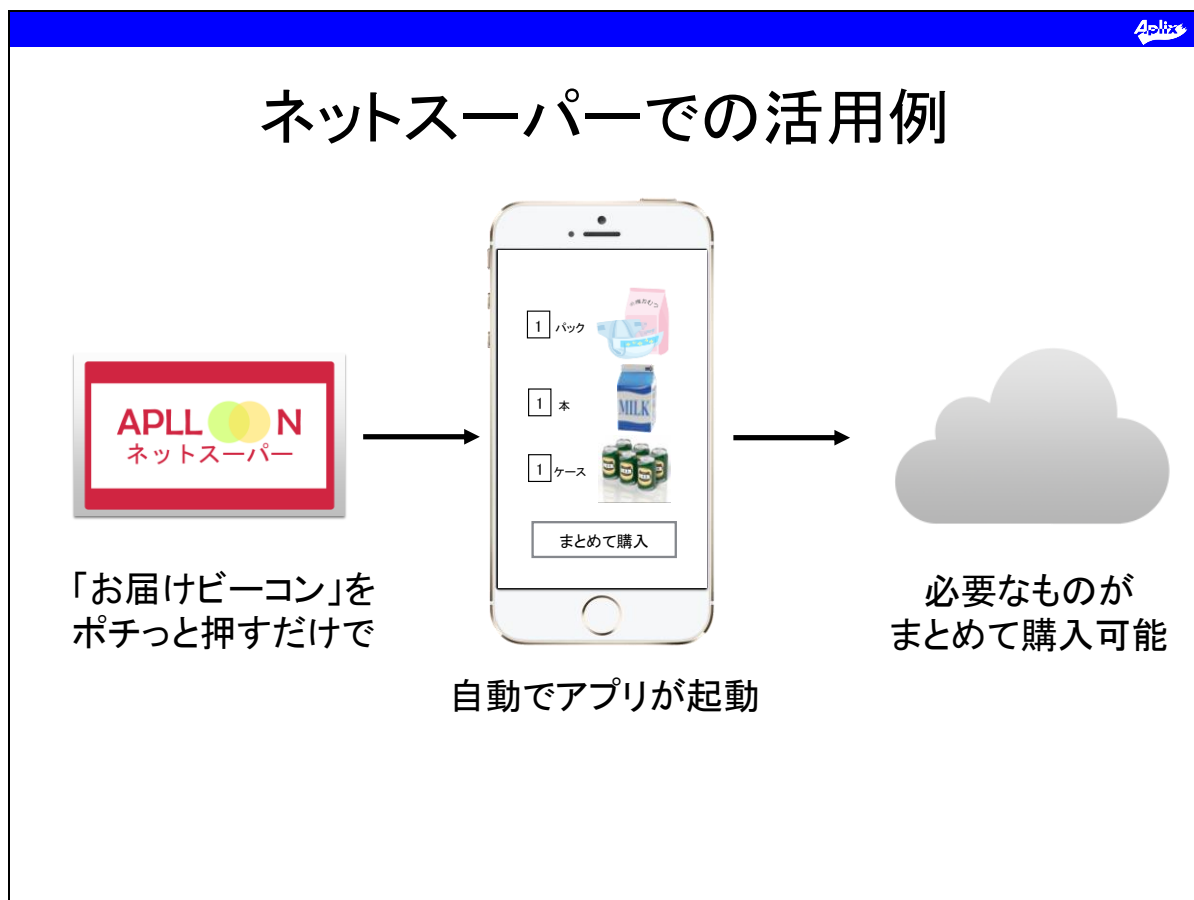 Aplix
ネットスーパーでの活用例
APLL N
ネットスーパー
「お届けビーコン」を
ポチっと押すだけで
1 パック
1 本
MILK
1 ケース
まとめて購入
自動でアプリが起動
必要なものが
まとめて購入可能